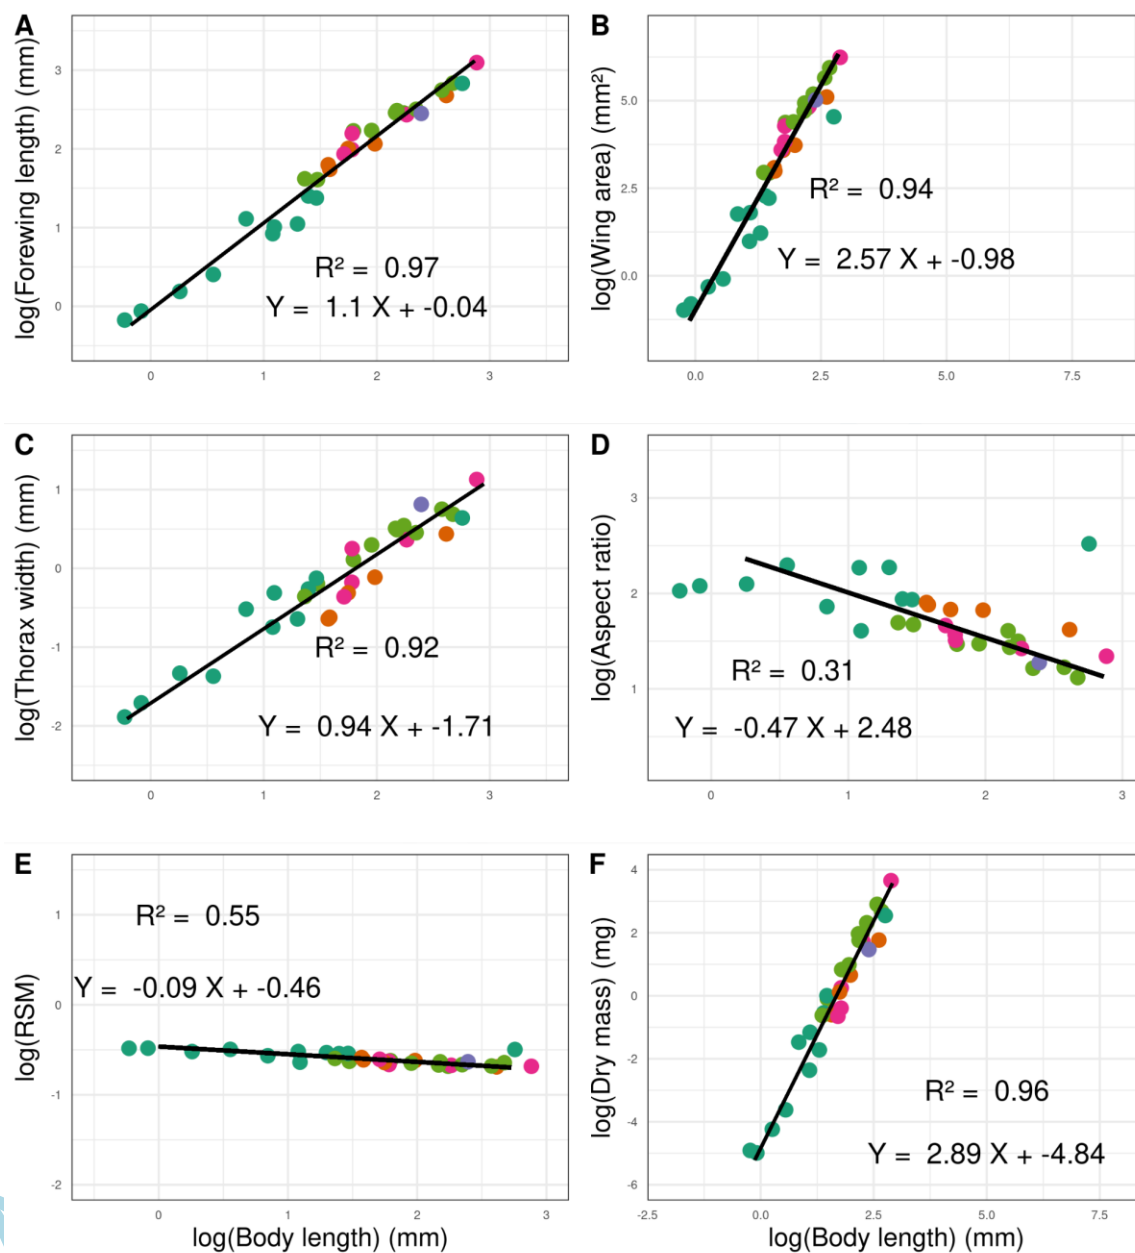 A
log(Forewing length) (mm)
3
2
1
0
R² = 0.97
Y = 1.1 X + -0.04
0 1 2 3
B
log(Wing area) (mm²)
5.0
2.5
0.0
R² = 0.94
Y = 2.57 X + -0.98
0.0 2.5 5.0 7.5
C
log(Thorax width) (mm)
1
0
-1
-2
R² = 0.92
Y = 0.94 X + -1.71
0 1 2 3
D
log(Aspect ratio)
3
2
1
R² = 0.31
Y = -0.47 X + 2.48
0 1 2 3
E
log(RSM)
1
0
-1
-2
R² = 0.55
Y = -0.09 X + -0.46
0 1 2 3
log(Body length) (mm)
F
log(Dry mass) (mg)
4
2
0
-2
-4
-6
R² = 0.96
Y = 2.89 X + -4.84
-2.5 0.0 2.5 5.0 7.5
log(Body length) (mm)